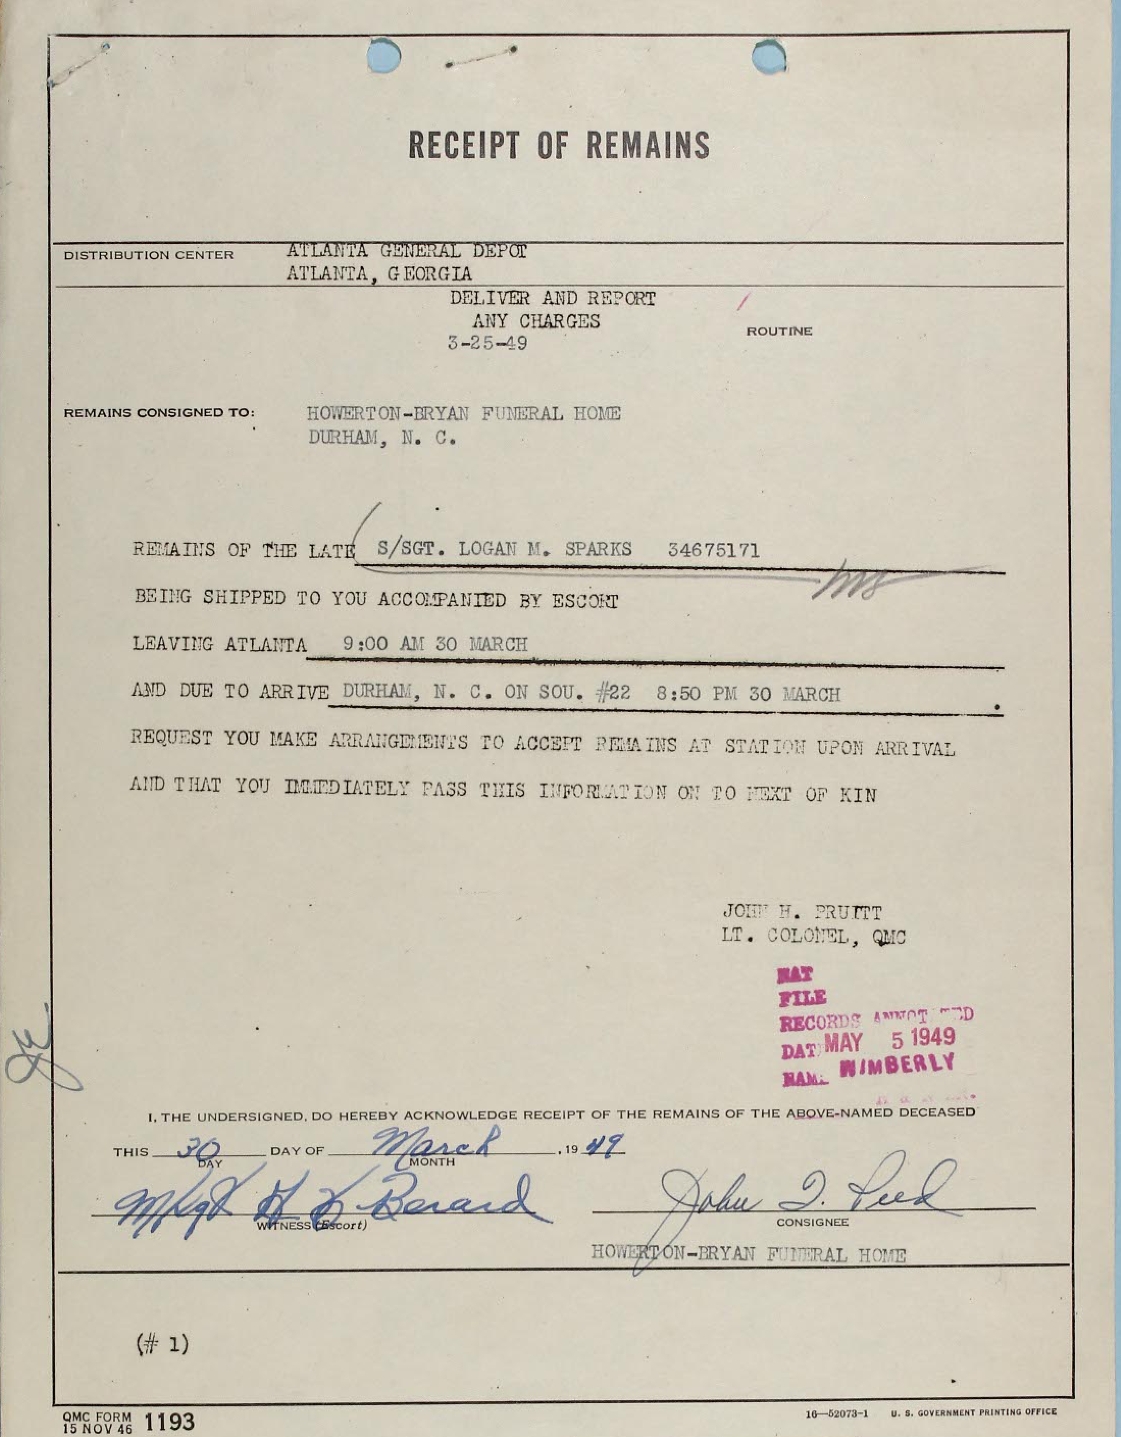 RECEIPT OF REMAINS
DISTRIBUTION CENTER ATLANTA GENERAL DEPOT
ATLANTA, GEORGIA
DELIVER AND REPORT
ANY CHARGES
ROUTINE
3-25-49
REMAINS CONSIGNED TO: HOWERTON-BRYAN FUNERAL HOME
DURHAM, N. C.
REMAINS OF THE LATE S/SGT. LOGAN M. SPARKS 34675171
BEING SHIPPED TO YOU ACCOMPANIED BY ESCORT
LEAVING ATLANTA 9:00 AM 30 MARCH
AND DUE TO ARRIVE DURHAM, N. C. ON SOU. #22 8:50 PM 30 MARCH.
REQUEST YOU MAKE ARRANGEMENTS TO ACCEPT REMAINS AT STATION UPON ARRIVAL
AND THAT YOU IMMEDIATELY PASS THIS INFORMATION ON TO NEXT OF KIN
JOHN H. PRUITT
LT. COLONEL, QMC
NAT
FILE
RECORDS ANNOTATED
DATE MAY 5 1949
NAME WIMBERLY
I, THE UNDERSIGNED, DO HEREBY ACKNOWLEDGE RECEIPT OF THE REMAINS OF THE ABOVE-NAMED DECEASED
THIS 30 DAY OF March, 19 49
DAY MONTH
M/Sgt H K Berard John I. Reed
WITNESS (Escort) CONSIGNEE
HOWERTON-BRYAN FUNERAL HOME
(# 1)
QMC FORM
15 NOV 46 1193
16—52073-1 U. S. GOVERNMENT PRINTING OFFICE